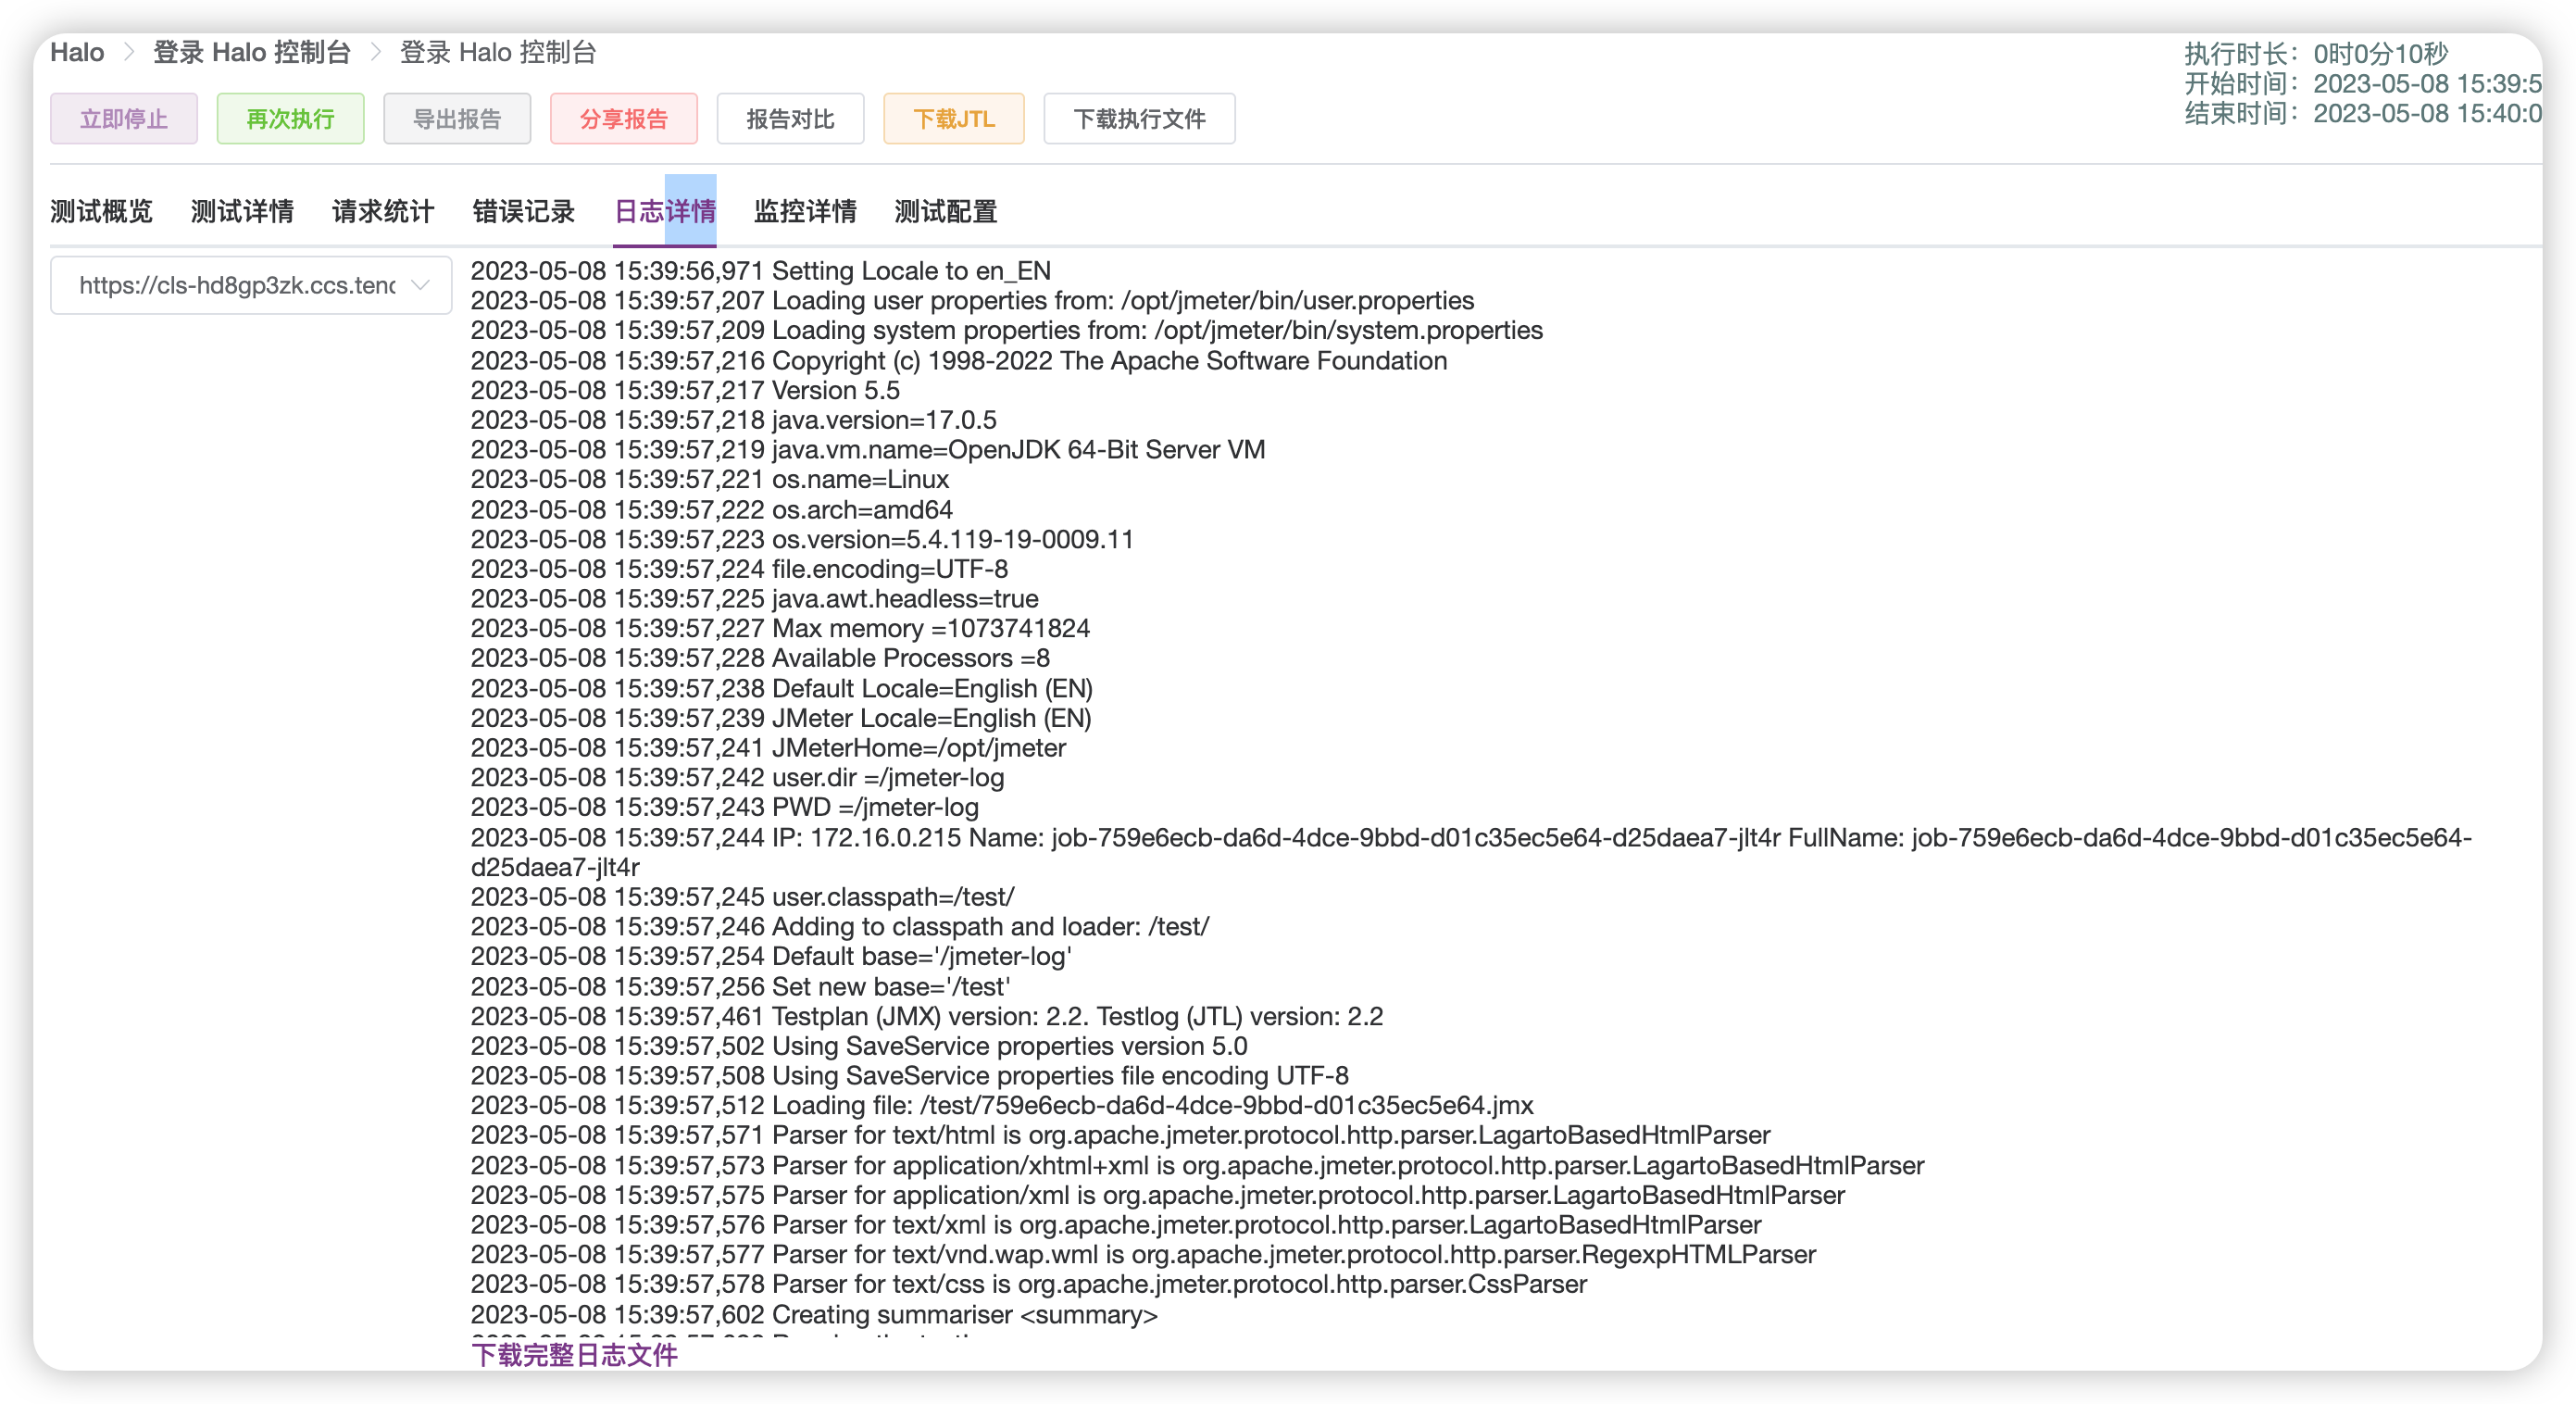 Halo > 登录 Halo 控制台 > 登录 Halo 控制台
执行时长：0时0分10秒
开始时间：2023-05-08 15:39:5
结束时间：2023-05-08 15:40:0
立即停止 再次执行 导出报告 分享报告 报告对比 下载JTL 下载执行文件
测试概览 测试详情 请求统计 错误记录 日志详情 监控详情 测试配置
https://cls-hd8gp3zk.ccs.tenc
2023-05-08 15:39:56,971 Setting Locale to en_EN
2023-05-08 15:39:57,207 Loading user properties from: /opt/jmeter/bin/user.properties
2023-05-08 15:39:57,209 Loading system properties from: /opt/jmeter/bin/system.properties
2023-05-08 15:39:57,216 Copyright (c) 1998-2022 The Apache Software Foundation
2023-05-08 15:39:57,217 Version 5.5
2023-05-08 15:39:57,218 java.version=17.0.5
2023-05-08 15:39:57,219 java.vm.name=OpenJDK 64-Bit Server VM
2023-05-08 15:39:57,221 os.name=Linux
2023-05-08 15:39:57,222 os.arch=amd64
2023-05-08 15:39:57,223 os.version=5.4.119-19-0009.11
2023-05-08 15:39:57,224 file.encoding=UTF-8
2023-05-08 15:39:57,225 java.awt.headless=true
2023-05-08 15:39:57,227 Max memory =1073741824
2023-05-08 15:39:57,228 Available Processors =8
2023-05-08 15:39:57,238 Default Locale=English (EN)
2023-05-08 15:39:57,239 JMeter Locale=English (EN)
2023-05-08 15:39:57,241 JMeterHome=/opt/jmeter
2023-05-08 15:39:57,242 user.dir =/jmeter-log
2023-05-08 15:39:57,243 PWD =/jmeter-log
2023-05-08 15:39:57,244 IP: 172.16.0.215 Name: job-759e6ecb-da6d-4dce-9bbd-d01c35ec5e64-d25daea7-jlt4r FullName: job-759e6ecb-da6d-4dce-9bbd-d01c35ec5e64-
d25daea7-jlt4r
2023-05-08 15:39:57,245 user.classpath=/test/
2023-05-08 15:39:57,246 Adding to classpath and loader: /test/
2023-05-08 15:39:57,254 Default base='/jmeter-log'
2023-05-08 15:39:57,256 Set new base='/test'
2023-05-08 15:39:57,461 Testplan (JMX) version: 2.2. Testlog (JTL) version: 2.2
2023-05-08 15:39:57,502 Using SaveService properties version 5.0
2023-05-08 15:39:57,508 Using SaveService properties file encoding UTF-8
2023-05-08 15:39:57,512 Loading file: /test/759e6ecb-da6d-4dce-9bbd-d01c35ec5e64.jmx
2023-05-08 15:39:57,571 Parser for text/html is org.apache.jmeter.protocol.http.parser.LagartoBasedHtmlParser
2023-05-08 15:39:57,573 Parser for application/xhtml+xml is org.apache.jmeter.protocol.http.parser.LagartoBasedHtmlParser
2023-05-08 15:39:57,575 Parser for application/xml is org.apache.jmeter.protocol.http.parser.LagartoBasedHtmlParser
2023-05-08 15:39:57,576 Parser for text/xml is org.apache.jmeter.protocol.http.parser.LagartoBasedHtmlParser
2023-05-08 15:39:57,577 Parser for text/vnd.wap.wml is org.apache.jmeter.protocol.http.parser.RegexpHTMLParser
2023-05-08 15:39:57,578 Parser for text/css is org.apache.jmeter.protocol.http.parser.CssParser
2023-05-08 15:39:57,602 Creating summariser <summary>
下载完整日志文件